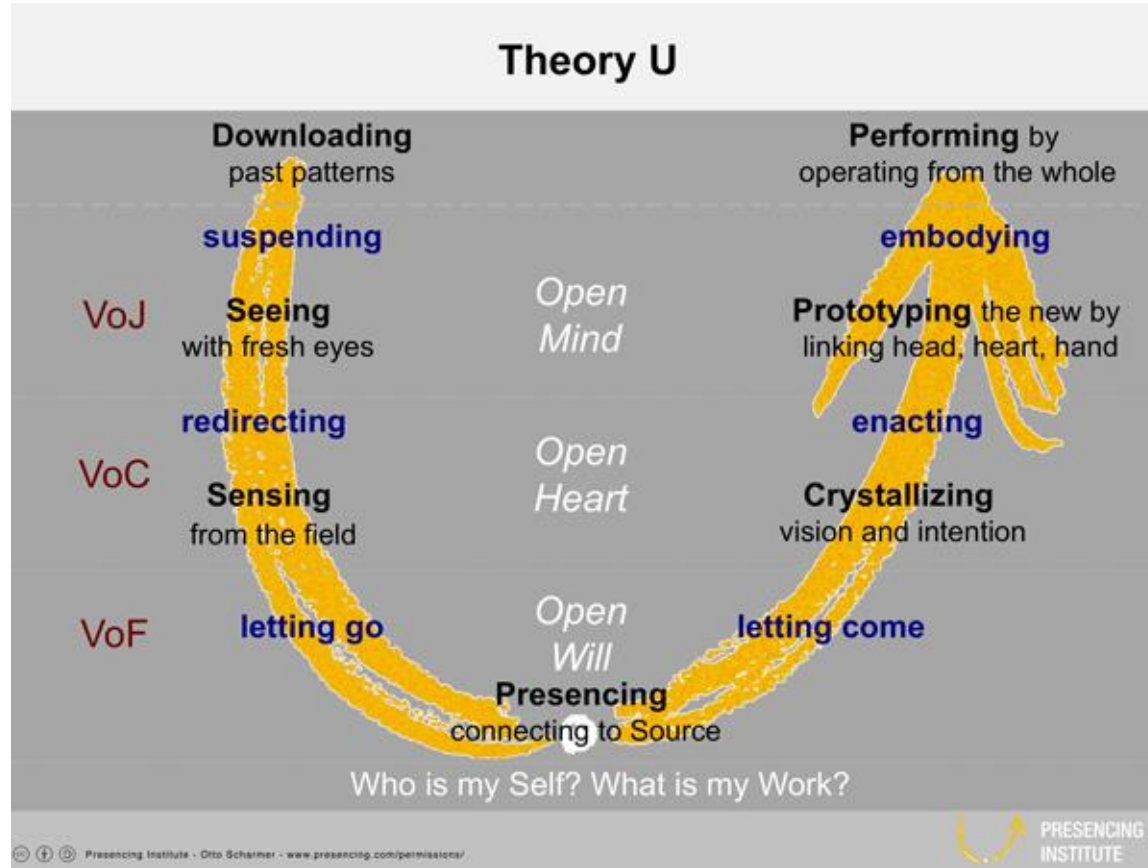 Theory U
Downloading
past patterns
Performing by
operating from the whole
suspending
embodying
VoJ
Seeing
with fresh eyes
Open
Mind
Prototyping the new by
linking head, heart, hand
redirecting
enacting
VoC
Sensing
from the field
Open
Heart
Crystallizing
vision and intention
VoF
letting go
Open
Will
letting come
Presencing
connecting to Source
Who is my Self? What is my Work?
Presencing Institute - Otto Scharmer - www.presencing.com/permissions/
PRESENCING
INSTITUTE